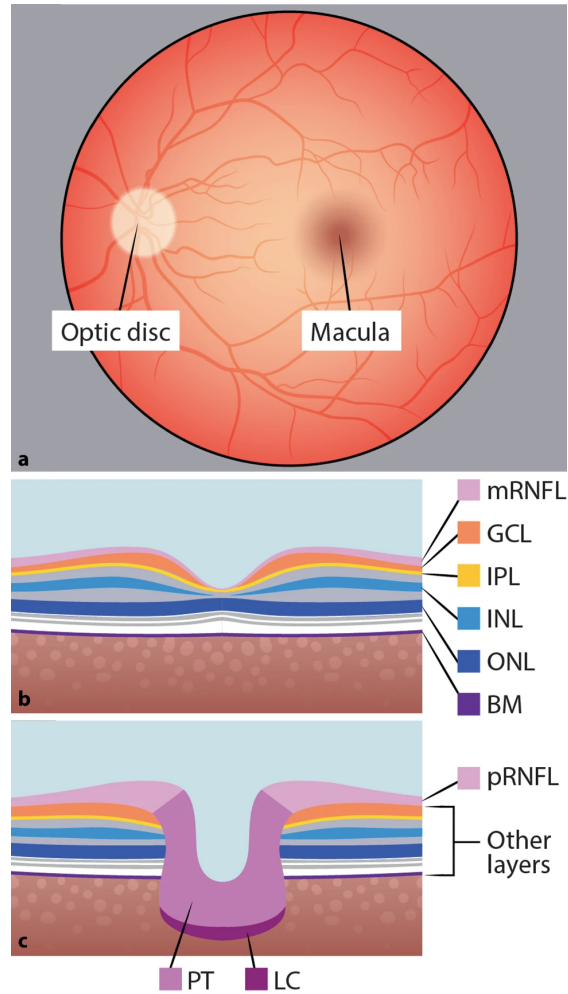 Optic disc
Macula
a
mRNFL
GCL
IPL
INL
ONL
BM
b
pRNFL
Other
layers
c
PT
LC